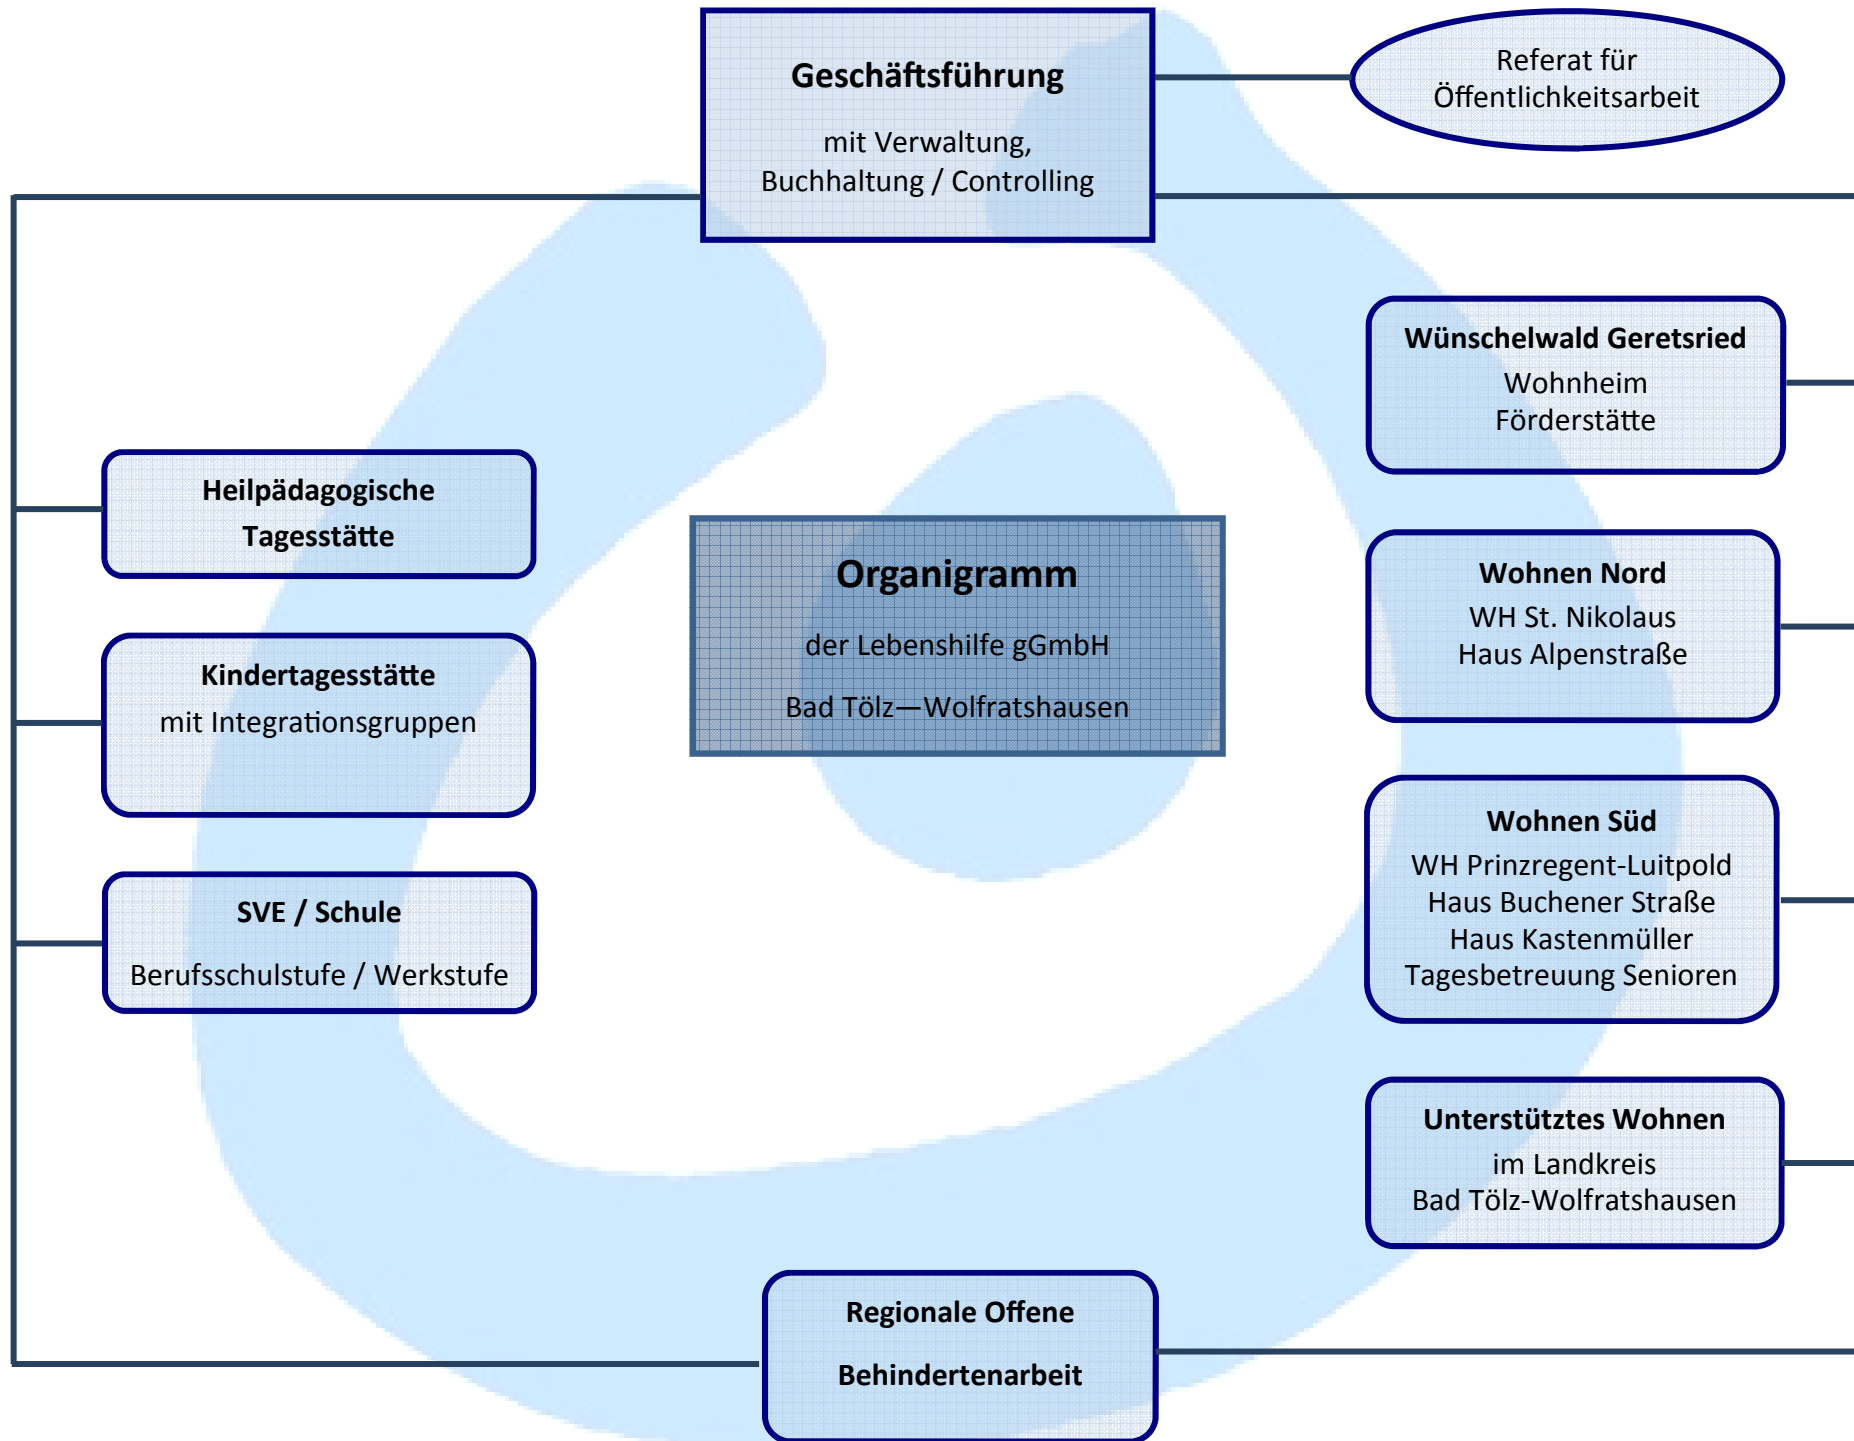 Geschäftsführung
mit Verwaltung,
Buchhaltung / Controlling
Referat für
Öffentlichkeitsarbeit
Heilpädagogische
Tagesstätte
Kindertagesstätte
mit Integrationsgruppen
SVE / Schule
Berufsschulstufe / Werkstufe
Organigramm
der Lebenshilfe gGmbH
Bad Tölz—Wolfratshausen
Wünschelwald Geretsried
Wohnheim
Förderstätte
Wohnen Nord
WH St. Nikolaus
Haus Alpenstraße
Wohnen Süd
WH Prinzregent-Luitpold
Haus Buchener Straße
Haus Kastenmüller
Tagesbetreuung Senioren
Unterstütztes Wohnen
im Landkreis
Bad Tölz-Wolfratshausen
Regionale Offene
Behindertenarbeit